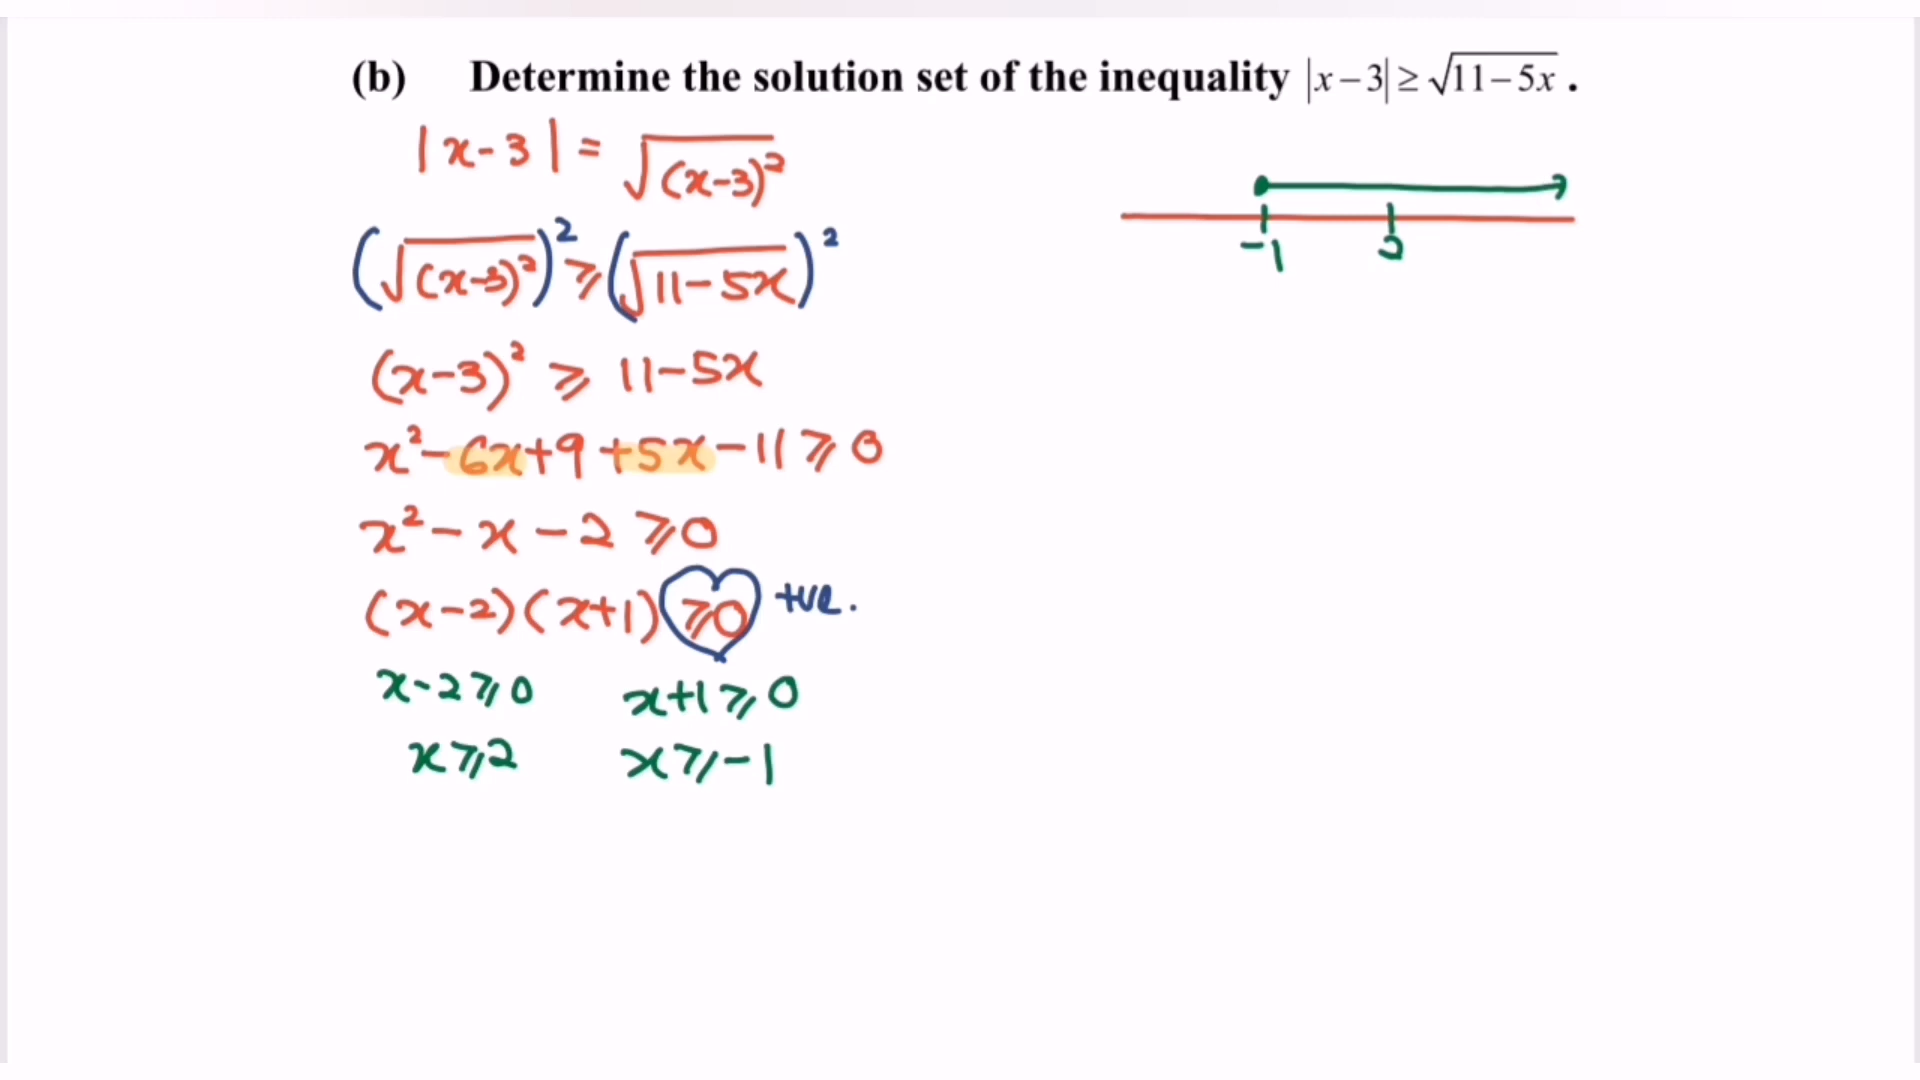 (b) Determine the solution set of the inequality |x−3| ≥ √(11−5x) .
|x-3| = √((x-3)²)
(√((x-3)²))² ⩾ (√(11-5x))²
(x-3)² ⩾ 11-5x
x²-6x+9+5x-11 ⩾ 0
x²-x-2 ⩾ 0
(x-2)(x+1) ⩾0 +ve.
x-2⩾0 x+1⩾0
x⩾2 x⩾-1
-1 2